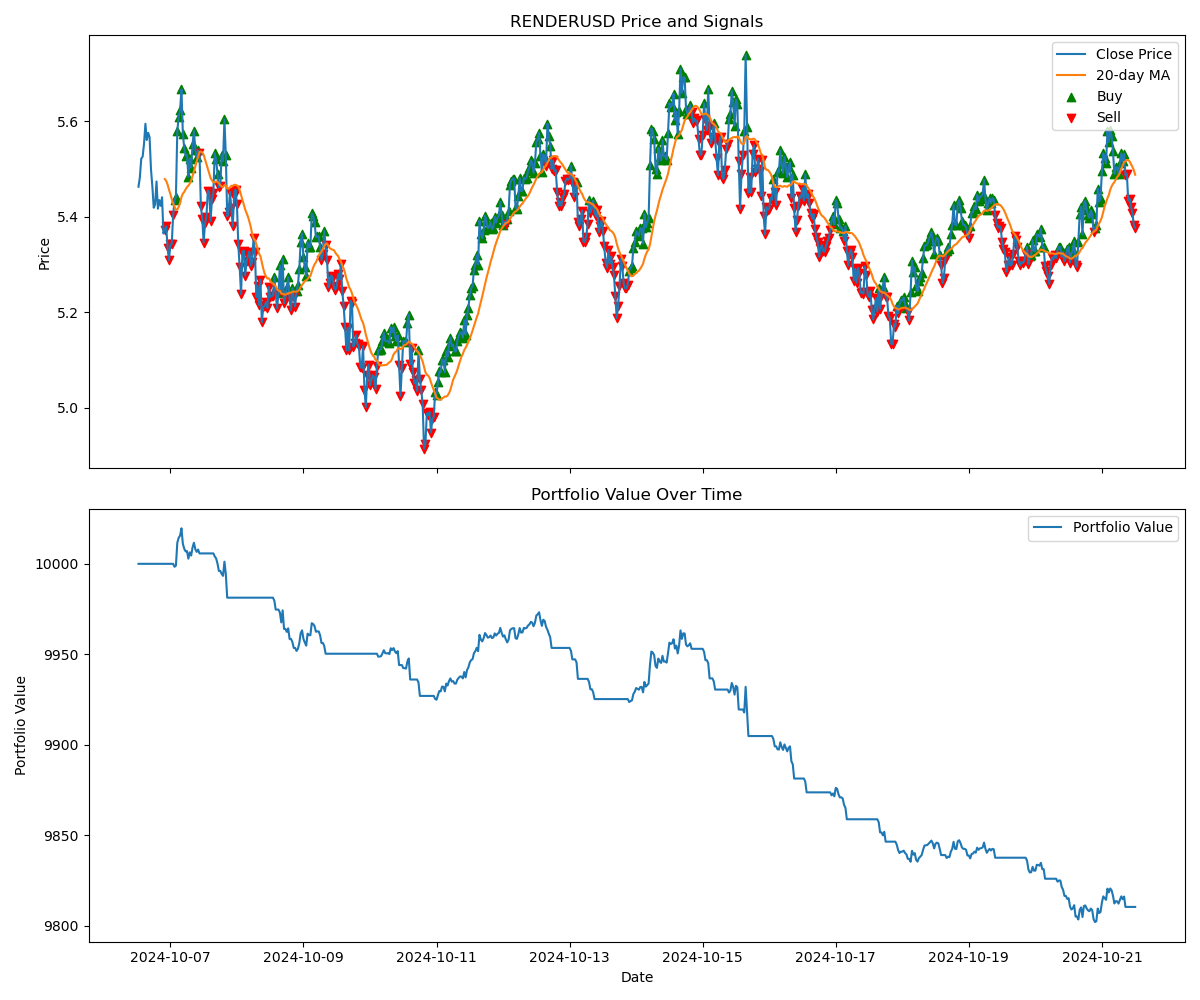 RENDERUSD Price and Signals
Close Price
20-day MA
Buy
Sell
5.6
5.4
5.2
5.0
Price
Portfolio Value Over Time
Portfolio Value
10000
9950
9900
9850
9800
Portfolio Value
2024-10-07
2024-10-09
2024-10-11
2024-10-13
2024-10-15
2024-10-17
2024-10-19
2024-10-21
Date